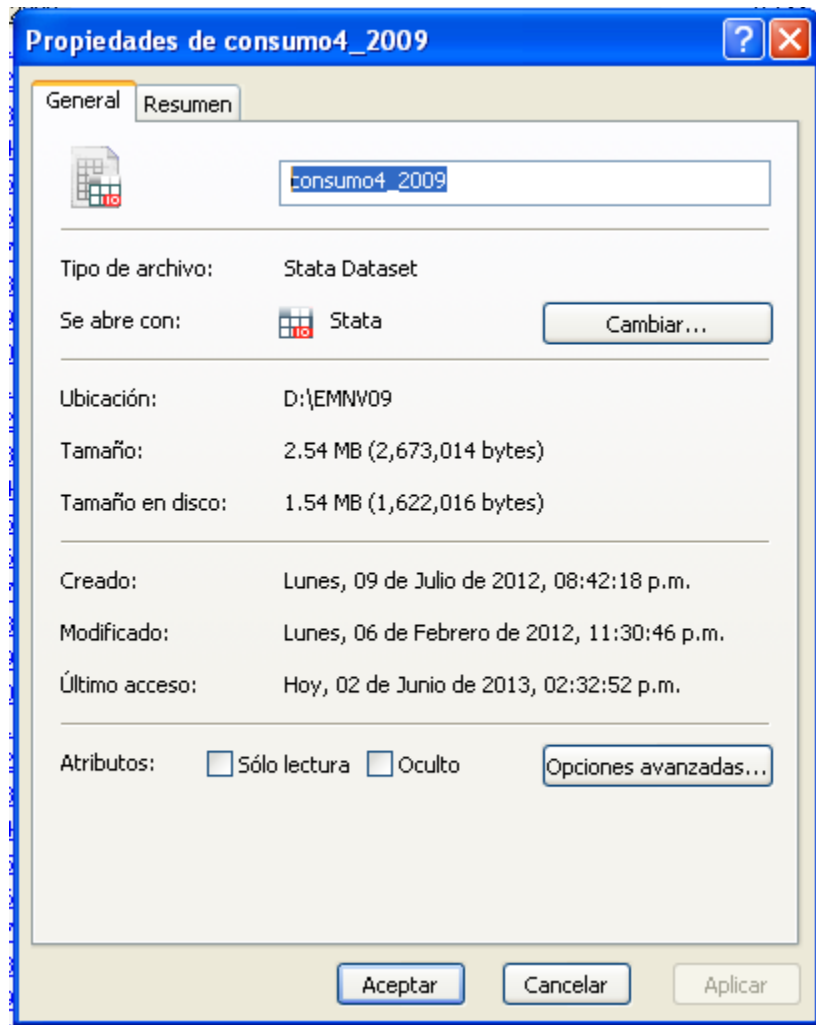 Propiedades de consumo4_2009
General Resumen
consumo4_2009
Tipo de archivo: Stata Dataset
Se abre con: Stata Cambiar...
Ubicación: D:\EMNV09
Tamaño: 2.54 MB (2,673,014 bytes)
Tamaño en disco: 1.54 MB (1,622,016 bytes)
Creado: Lunes, 09 de Julio de 2012, 08:42:18 p.m.
Modificado: Lunes, 06 de Febrero de 2012, 11:30:46 p.m.
Último acceso: Hoy, 02 de Junio de 2013, 02:32:52 p.m.
Atributos: Sólo lectura Oculto Opciones avanzadas...
Aceptar Cancelar Aplicar